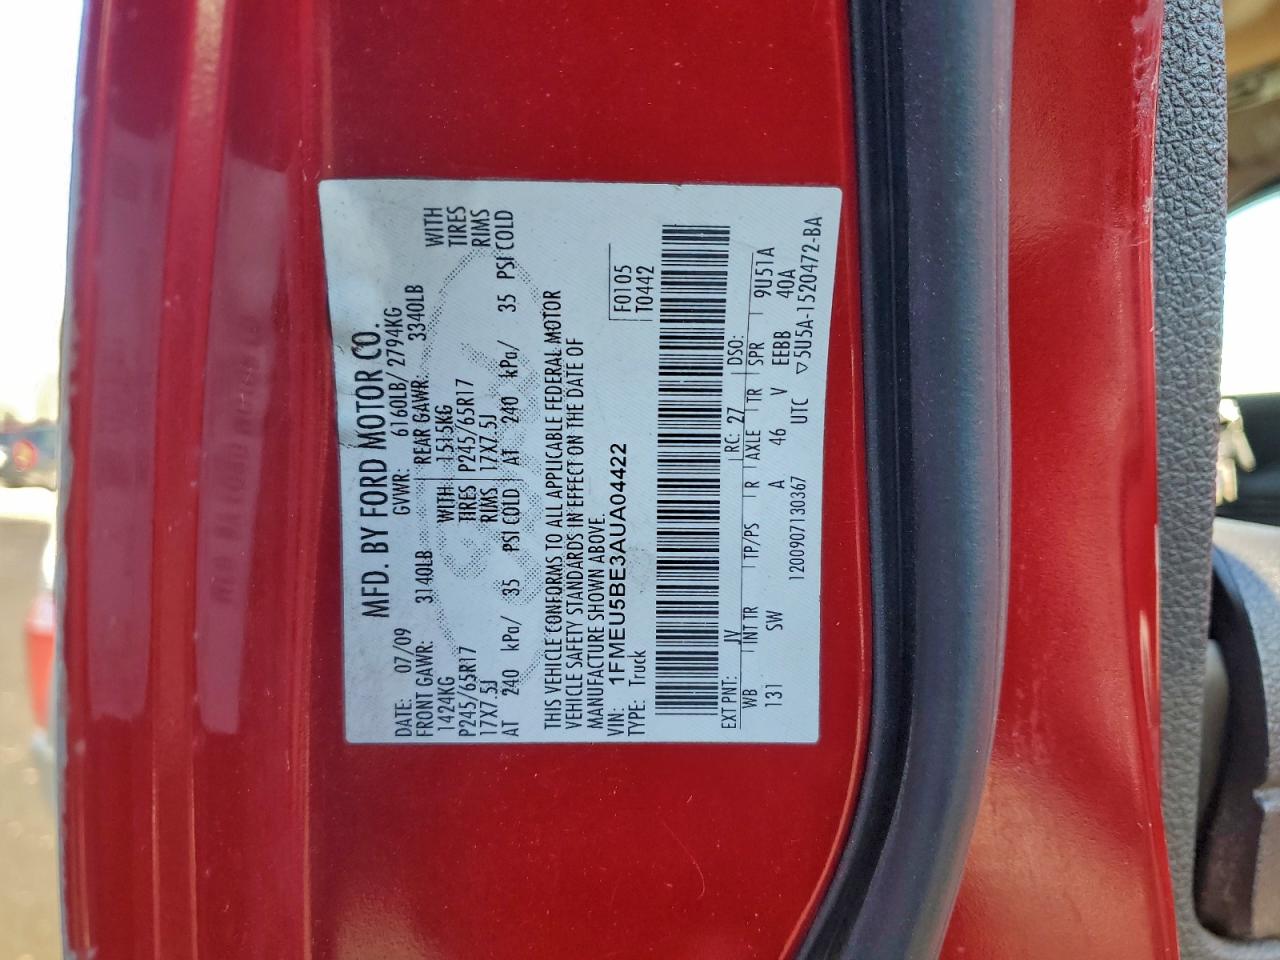 MFD. BY FORD MOTOR CO.
DATE: 07/09 GVWR: 6160LB/ 2794KG
FRONT GAWR: 3140LB REAR GAWR: 3340LB
1424KG WITH 1515KG WITH
P245/65R17 TIRES P245/65R17 TIRES
17X7.5J RIMS 17X7.5J RIMS
AT 240 kPa/ 35 PSI COLD AT 240 kPa/ 35 PSI COLD
THIS VEHICLE CONFORMS TO ALL APPLICABLE FEDERAL MOTOR
VEHICLE SAFETY STANDARDS IN EFFECT ON THE DATE OF
MANUFACTURE SHOWN ABOVE.
VIN: 1FMEU5BE3AUA04422 F0105
TYPE: Truck T0442
EXT PNT: JV RC: 27 DSO:
WB INT TR TP/PS R AXLE TR SPR 9U51A
131 SW A 46 V EEBB 40A
1200907130367 UTC ▽5U5A-1520472-BA